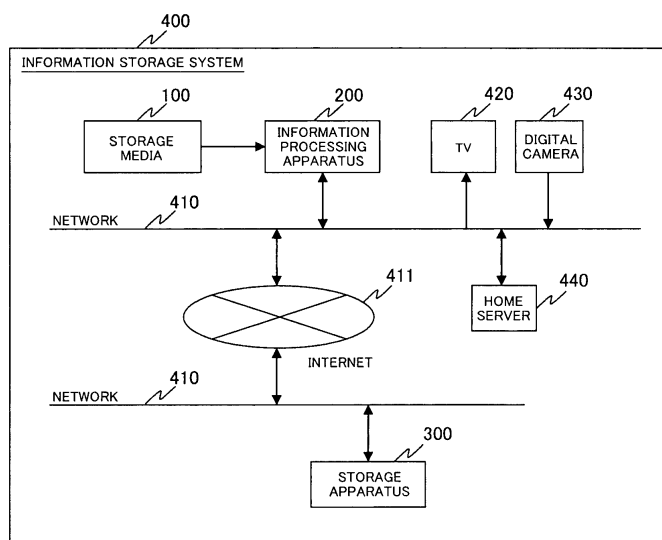 400
INFORMATION STORAGE SYSTEM
100
200
420
430
STORAGE
MEDIA
INFORMATION
PROCESSING
APPARATUS
TV
DIGITAL
CAMERA
NETWORK
410
411
HOME
SERVER
440
INTERNET
NETWORK
410
300
STORAGE
APPARATUS